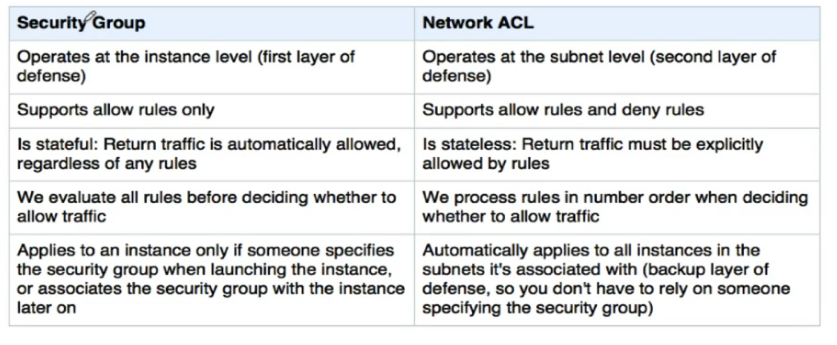 Security Group
Network ACL
Operates at the instance level (first layer of
defense)
Operates at the subnet level (second layer of
defense)
Supports allow rules only
Supports allow rules and deny rules
Is stateful: Return traffic is automatically allowed,
regardless of any rules
Is stateless: Return traffic must be explicitly
allowed by rules
We evaluate all rules before deciding whether to
allow traffic
We process rules in number order when deciding
whether to allow traffic
Applies to an instance only if someone specifies
the security group when launching the instance,
or associates the security group with the instance
later on
Automatically applies to all instances in the
subnets it's associated with (backup layer of
defense, so you don't have to rely on someone
specifying the security group)